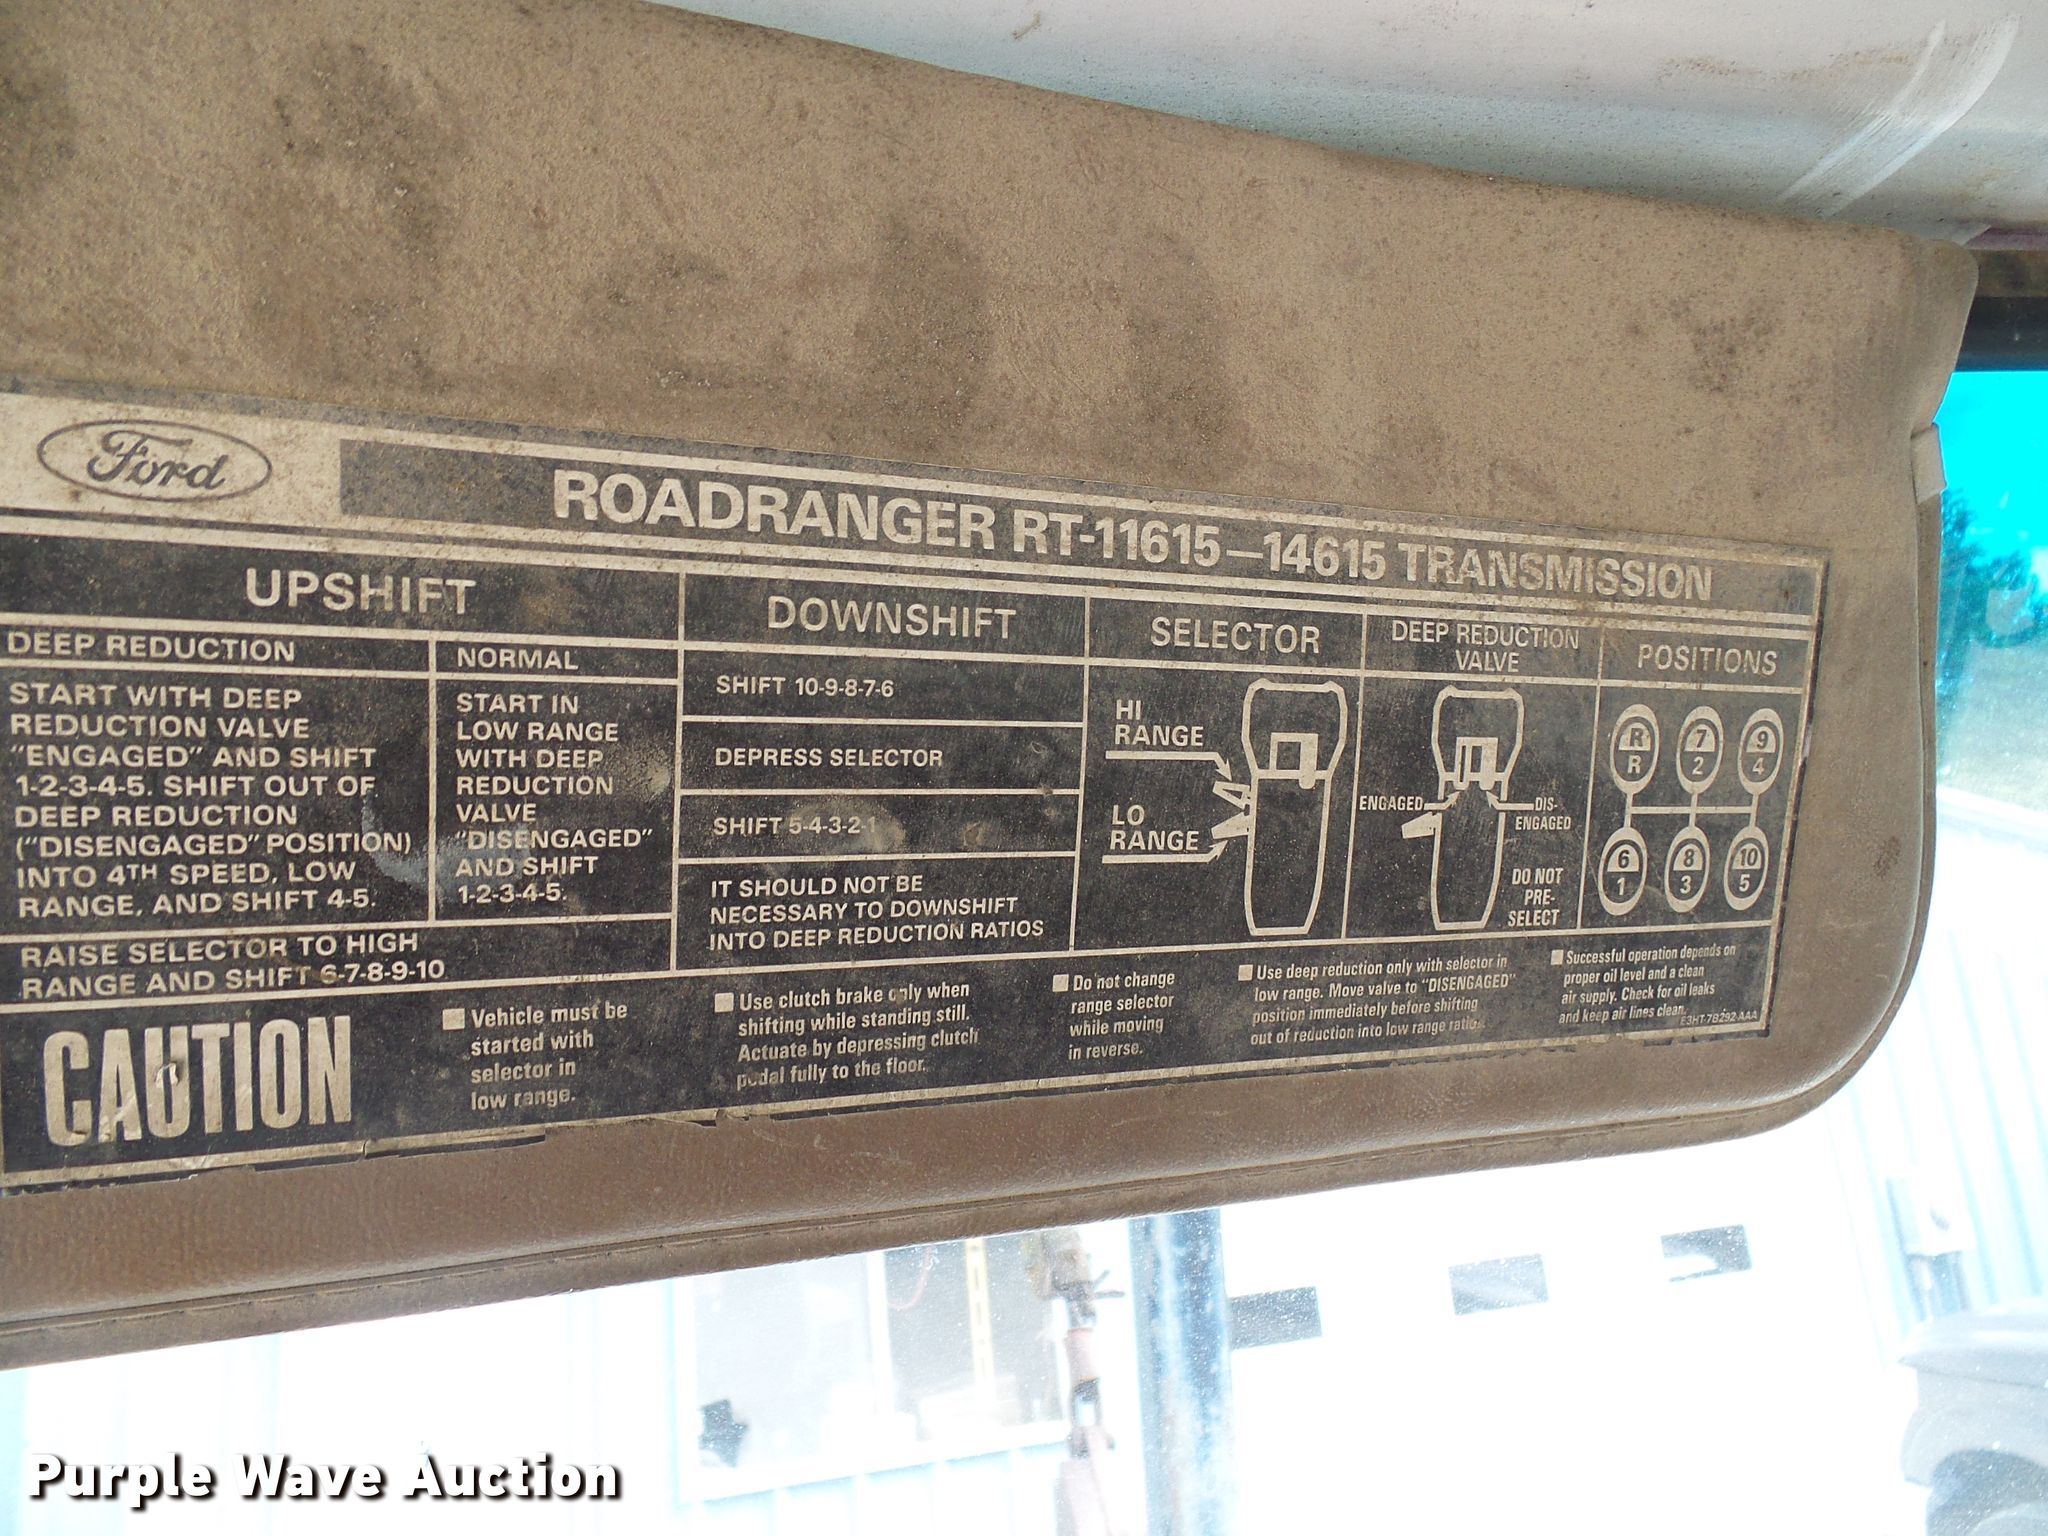 Ford
ROADRANGER RT-11615—14615 TRANSMISSION
UPSHIFT
DEEP REDUCTION
START WITH DEEP
REDUCTION VALVE
"ENGAGED" AND SHIFT
1-2-3-4-5. SHIFT OUT OF
DEEP REDUCTION
("DISENGAGED" POSITION)
INTO 4TH SPEED, LOW
RANGE, AND SHIFT 4-5.
NORMAL
START IN
LOW RANGE
WITH DEEP
REDUCTION
VALVE
"DISENGAGED"
AND SHIFT
1-2-3-4-5.
RAISE SELECTOR TO HIGH
RANGE AND SHIFT 6-7-8-9-10
DOWNSHIFT
SHIFT 10-9-8-7-6
DEPRESS SELECTOR
SHIFT 5-4-3-2-1
IT SHOULD NOT BE
NECESSARY TO DOWNSHIFT
INTO DEEP REDUCTION RATIOS
SELECTOR
HI
RANGE
LO
RANGE
DEEP REDUCTION
VALVE
ENGAGED
DIS-
ENGAGED
DO NOT
PRE-
SELECT
POSITIONS
R 7 9
R 2 4
6 8 10
1 3 5
CAUTION
Vehicle must be
started with
selector in
low range.
Use clutch brake only when
shifting while standing still.
Actuate by depressing clutch
pedal fully to the floor.
Do not change
range selector
while moving
in reverse.
Use deep reduction only with selector in
low range. Move valve to "DISENGAGED"
position immediately before shifting
out of reduction into low range ratio.
Successful operation depends on
proper oil level and a clean
air supply. Check for oil leaks
and keep air lines clean.
E3HT-7B292-AAA
Purple Wave Auction